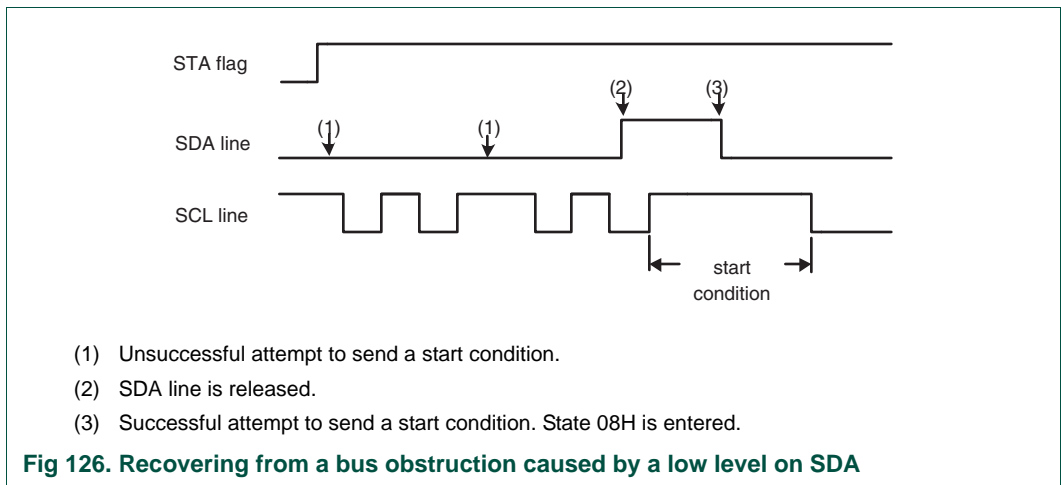 STA flag
(2) (3)
(1) (1)
SDA line
SCL line
start
condition
(1) Unsuccessful attempt to send a start condition.
(2) SDA line is released.
(3) Successful attempt to send a start condition. State 08H is entered.
Fig 126. Recovering from a bus obstruction caused by a low level on SDA